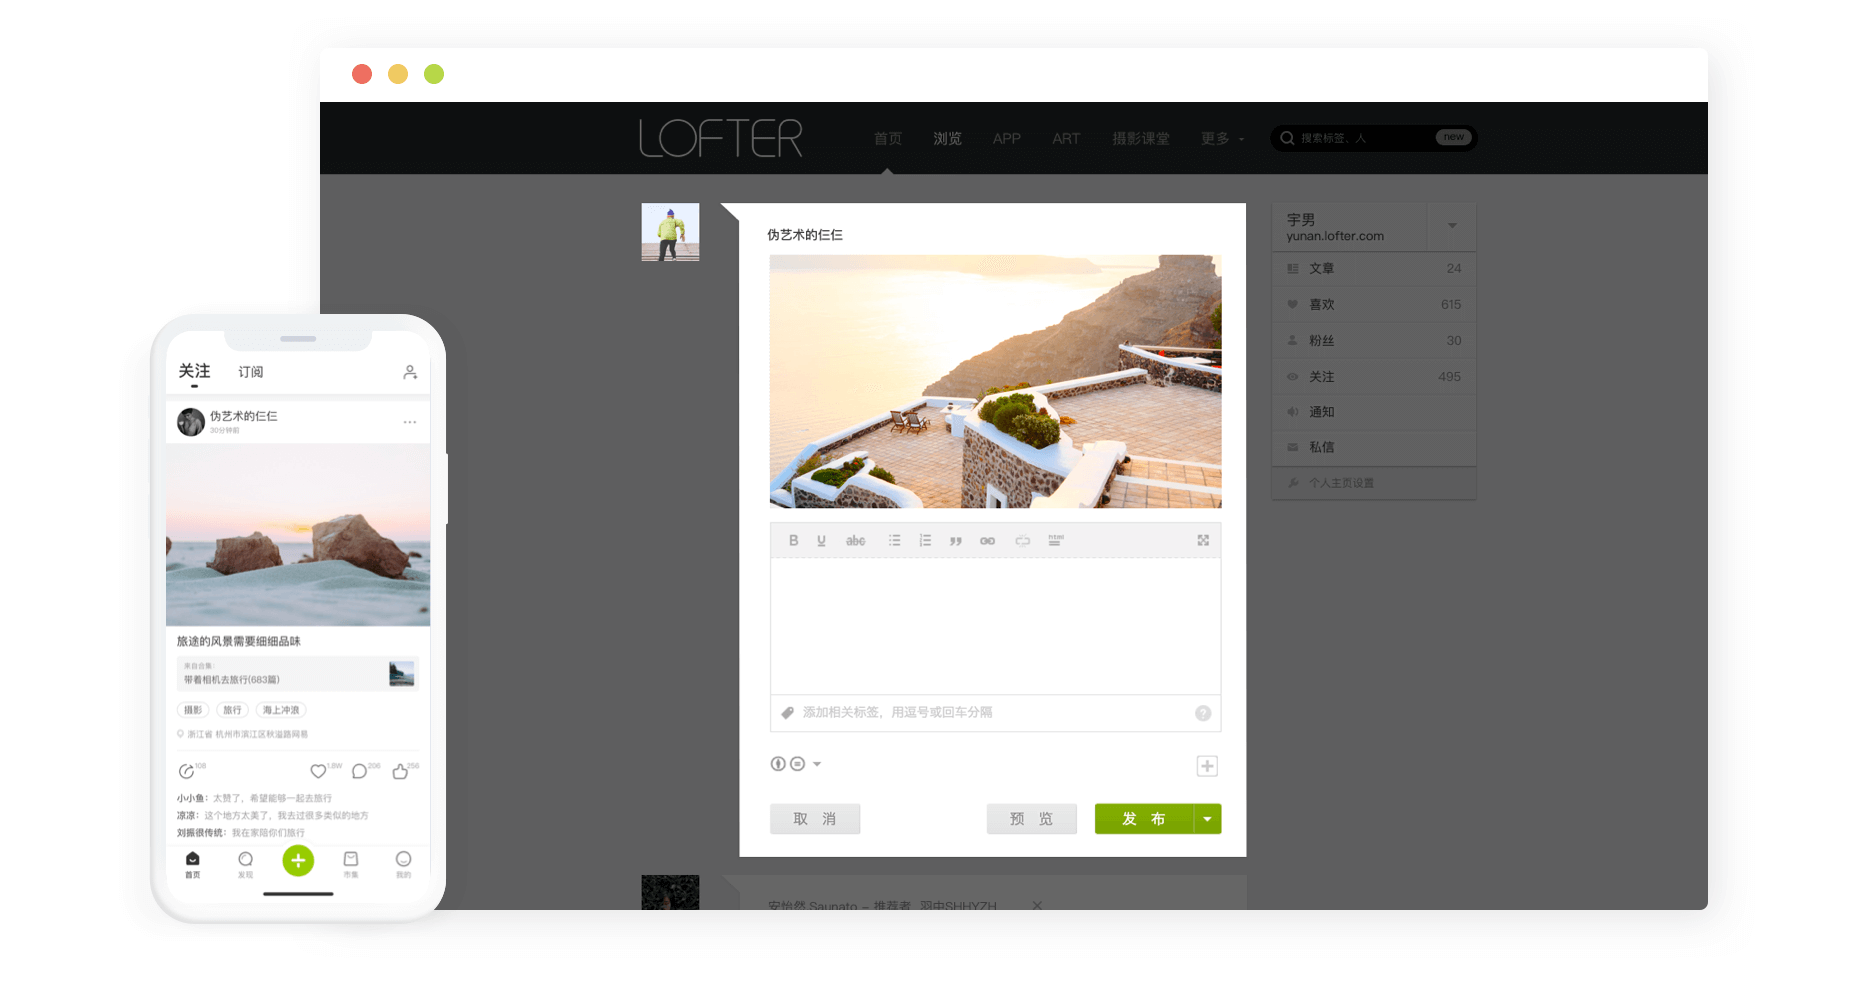 LOFTER
首页 浏览 APP ART 摄影课堂 更多
搜索标签、人 new
伪艺术的仨仨
B U abc html
添加相关标签，用逗号或回车分隔
?
取 消 预 览 发 布
宇男
yunan.lofter.com
文章 24
喜欢 615
粉丝 30
关注 495
通知
私信
个人主页设置
安怡然 Saunato – 推荐者
关注 订阅
伪艺术的仨仨
30分钟前
旅途的风景需要细细品味
来自合集:
带着相机去旅行(683篇)
摄影 旅行 海上冲浪
浙江省 杭州市滨江区秋溢路网易
108 1.8W 206 256
小小鱼：太赞了，希望能够一起去旅行
凉凉：这个地方太美了，我去过很多类似的地方
刘振很传统：我在家陪你们旅行
首页 发现 市集 我的